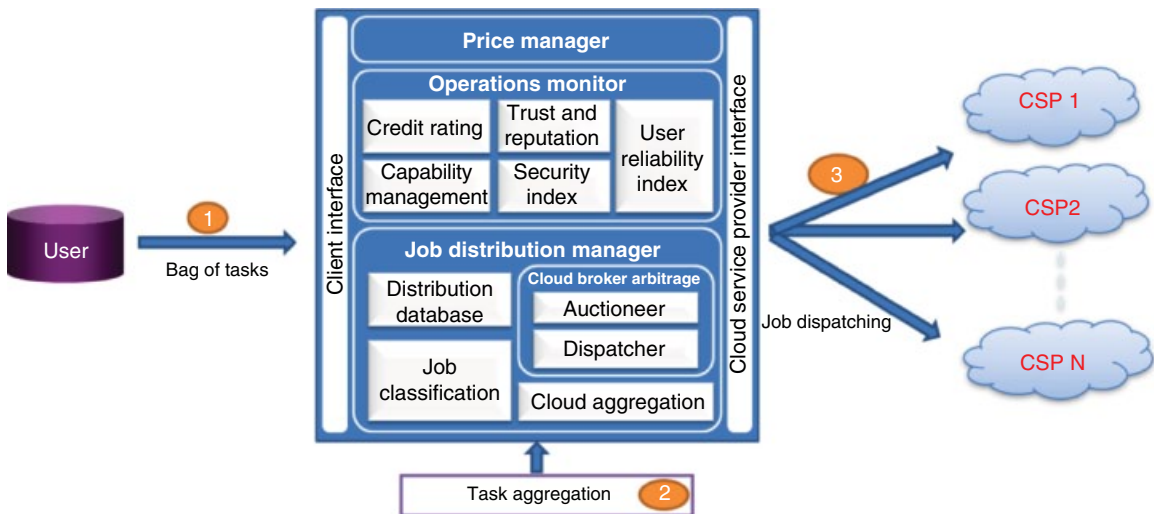 User
1
Bag of tasks
Client interface
Price manager
Operations monitor
Credit rating
Trust and
reputation
User
reliability
index
Capability
management
Security
index
Job distribution manager
Distribution
database
Cloud broker arbitrage
Auctioneer
Dispatcher
Job
classification
Cloud aggregation
Cloud service provider interface
Task aggregation
2
3
Job dispatching
CSP 1
CSP2
CSP N